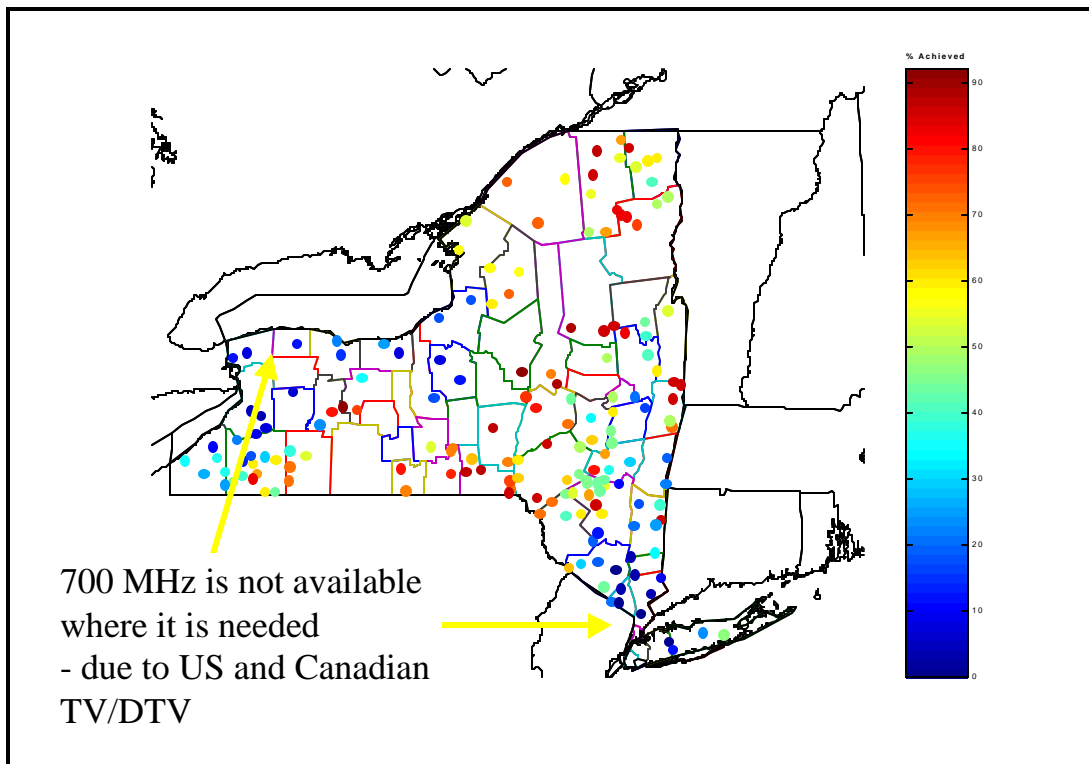 % Achieved
90
80
70
60
50
40
30
20
10
0
700 MHz is not available
where it is needed
- due to US and Canadian
TV/DTV